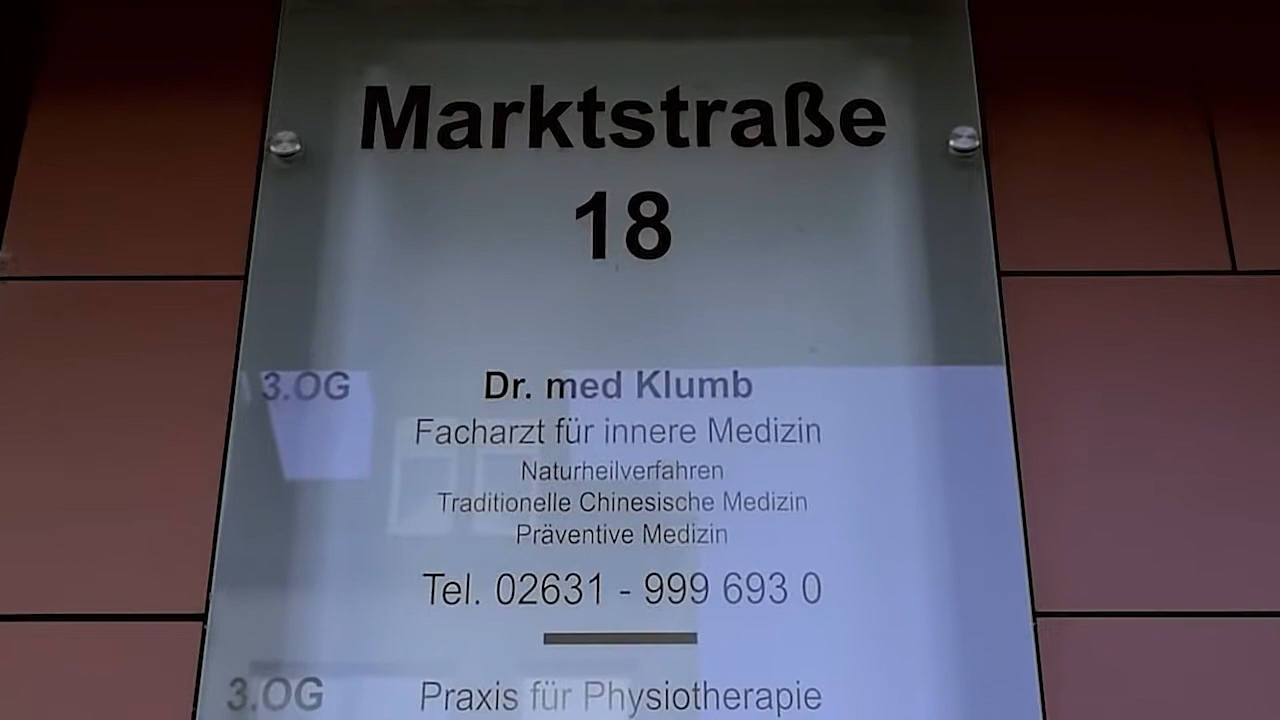 Marktstraße
18
3.OG Dr. med Klumb
Facharzt für innere Medizin
Naturheilverfahren
Traditionelle Chinesische Medizin
Präventive Medizin
Tel. 02631 - 999 693 0
3.OG Praxis für Physiotherapie